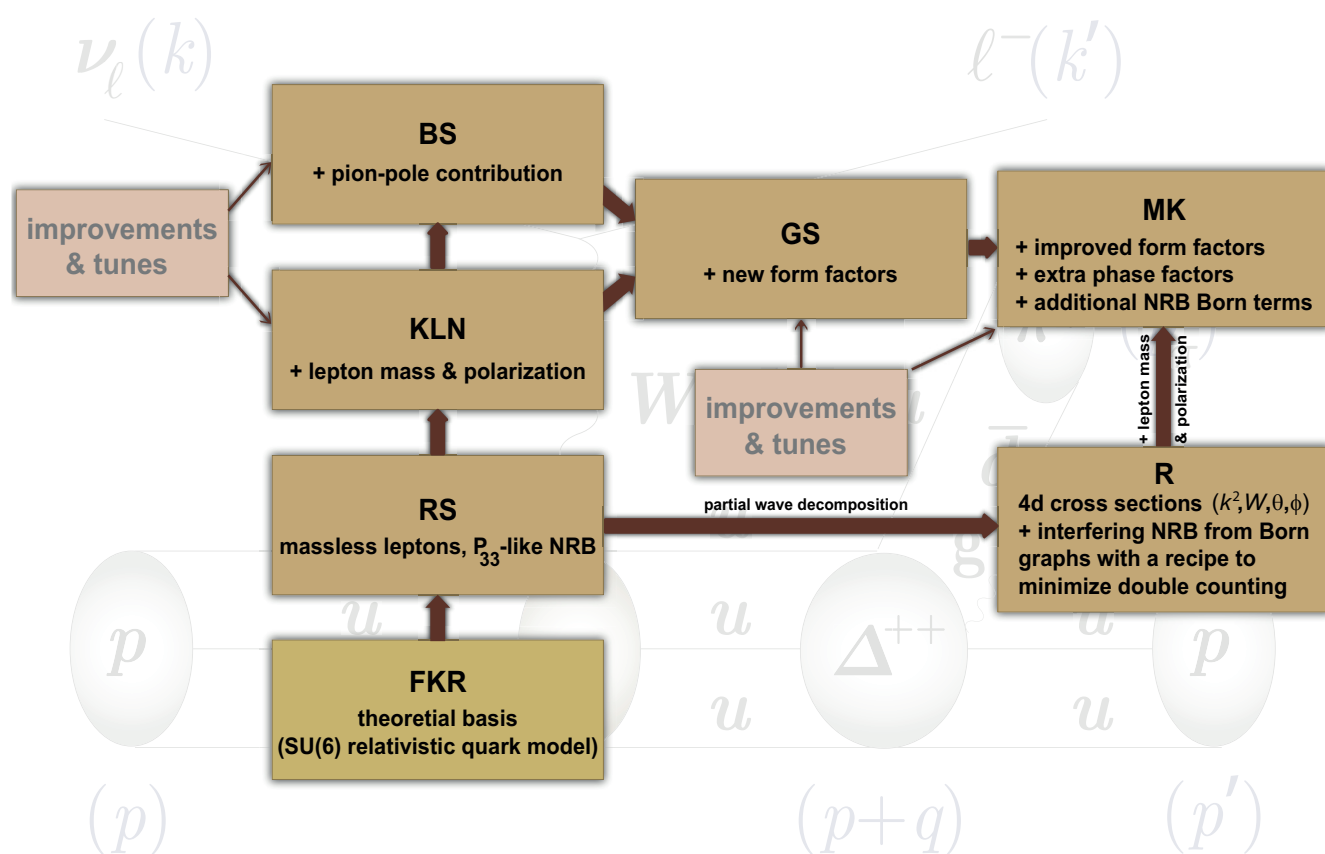 ν_ℓ(k)
ℓ⁻(k′)
BS
+ pion-pole contribution
improvements
& tunes
GS
+ new form factors
MK
+ improved form factors
+ extra phase factors
+ additional NRB Born terms
KLN
+ lepton mass & polarization
improvements
& tunes
+ lepton mass
& polarization
W
u
d̄
RS
massless leptons, P₃₃-like NRB
partial wave decomposition
R
4d cross sections (k²,W,θ,ϕ)
+ interfering NRB from Born
graphs with a recipe to
minimize double counting
u
g
p
u
u
Δ⁺⁺
u
p
FKR
theoretial basis
(SU(6) relativistic quark model)
u
u
(p)
(p+q)
(p′)